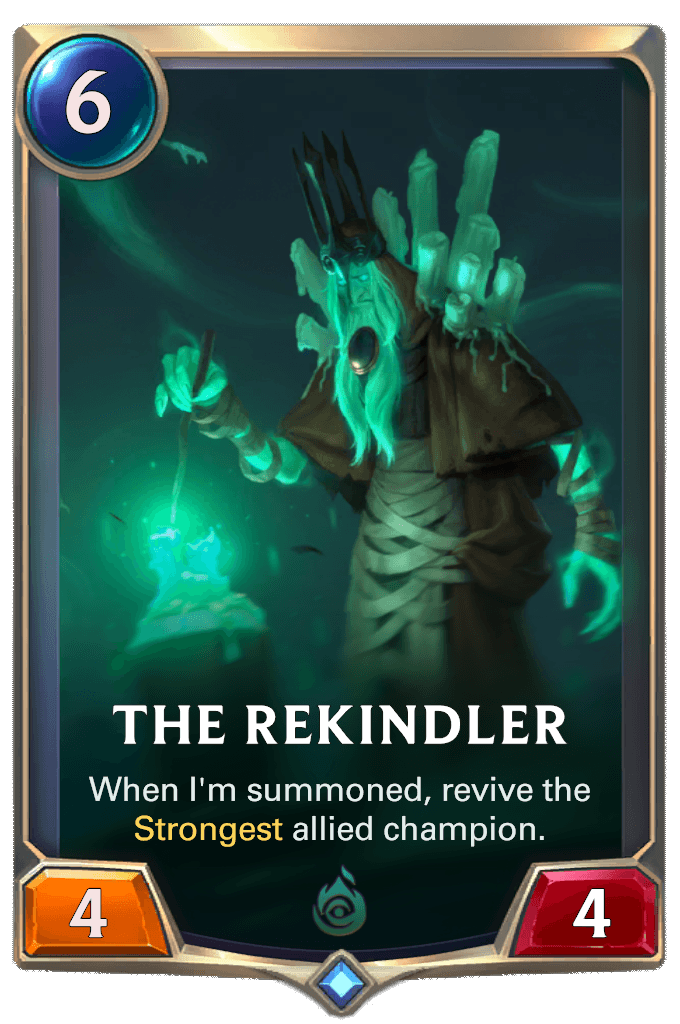 6
THE REKINDLER
When I'm summoned, revive the
Strongest allied champion.
4
4